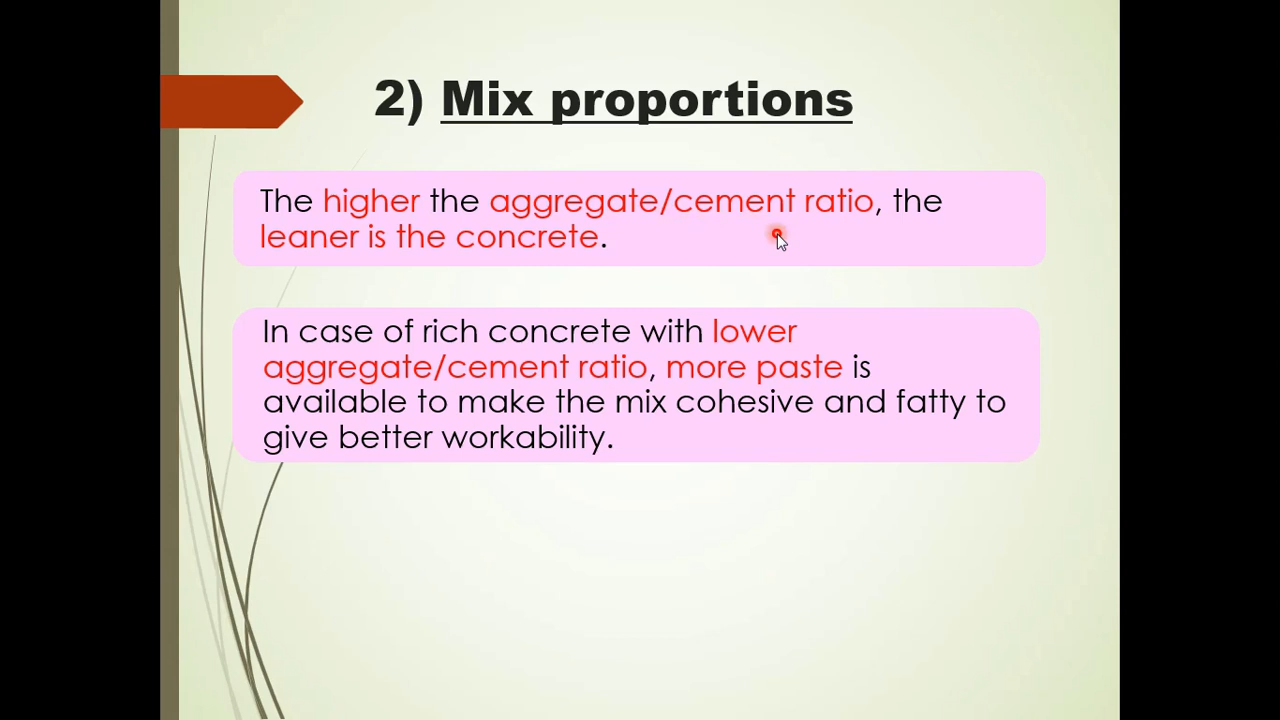 2) Mix proportions
The higher the aggregate/cement ratio, the
leaner is the concrete.
In case of rich concrete with lower
aggregate/cement ratio, more paste is
available to make the mix cohesive and fatty to
give better workability.